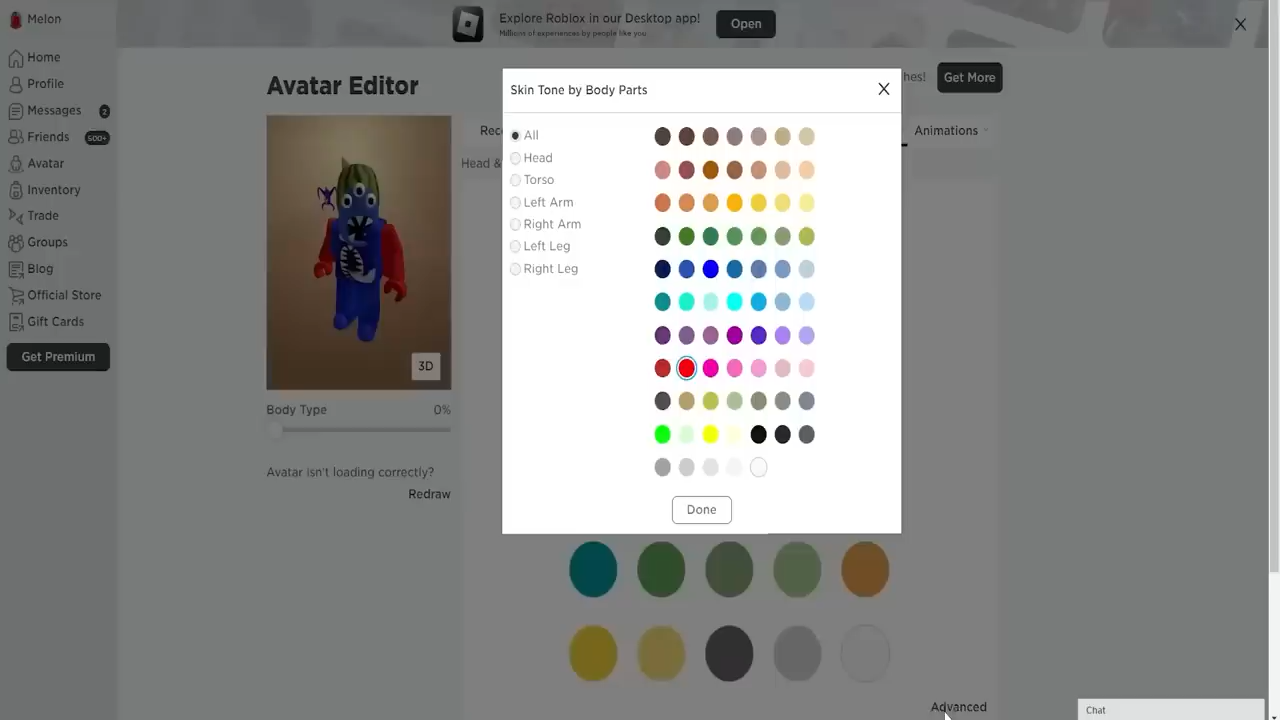 Melon
Explore Roblox in our Desktop app!
Millions of experiences by people like you.
Open
Home
Profile
Messages 2
Friends 500+
Avatar
Inventory
Trade
Groups
Blog
Official Store
Gift Cards
Get Premium
Avatar Editor
3D
Body Type 0%
Avatar isn't loading correctly?
Redraw
Rec
Head &
hes!
Get More
Animations
Skin Tone by Body Parts
All
Head
Torso
Left Arm
Right Arm
Left Leg
Right Leg
Done
Advanced
Chat